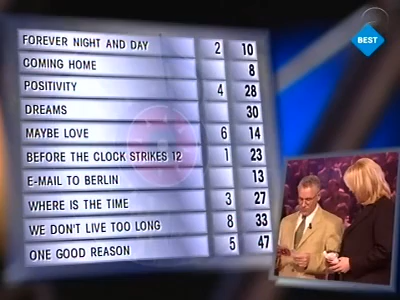 BEST
FOREVER NIGHT AND DAY 2 10
COMING HOME 8
POSITIVITY 4 28
DREAMS 30
MAYBE LOVE 6 14
BEFORE THE CLOCK STRIKES 12 1 23
E-MAIL TO BERLIN 13
WHERE IS THE TIME 3 27
WE DON'T LIVE TOO LONG 8 33
ONE GOOD REASON 5 47